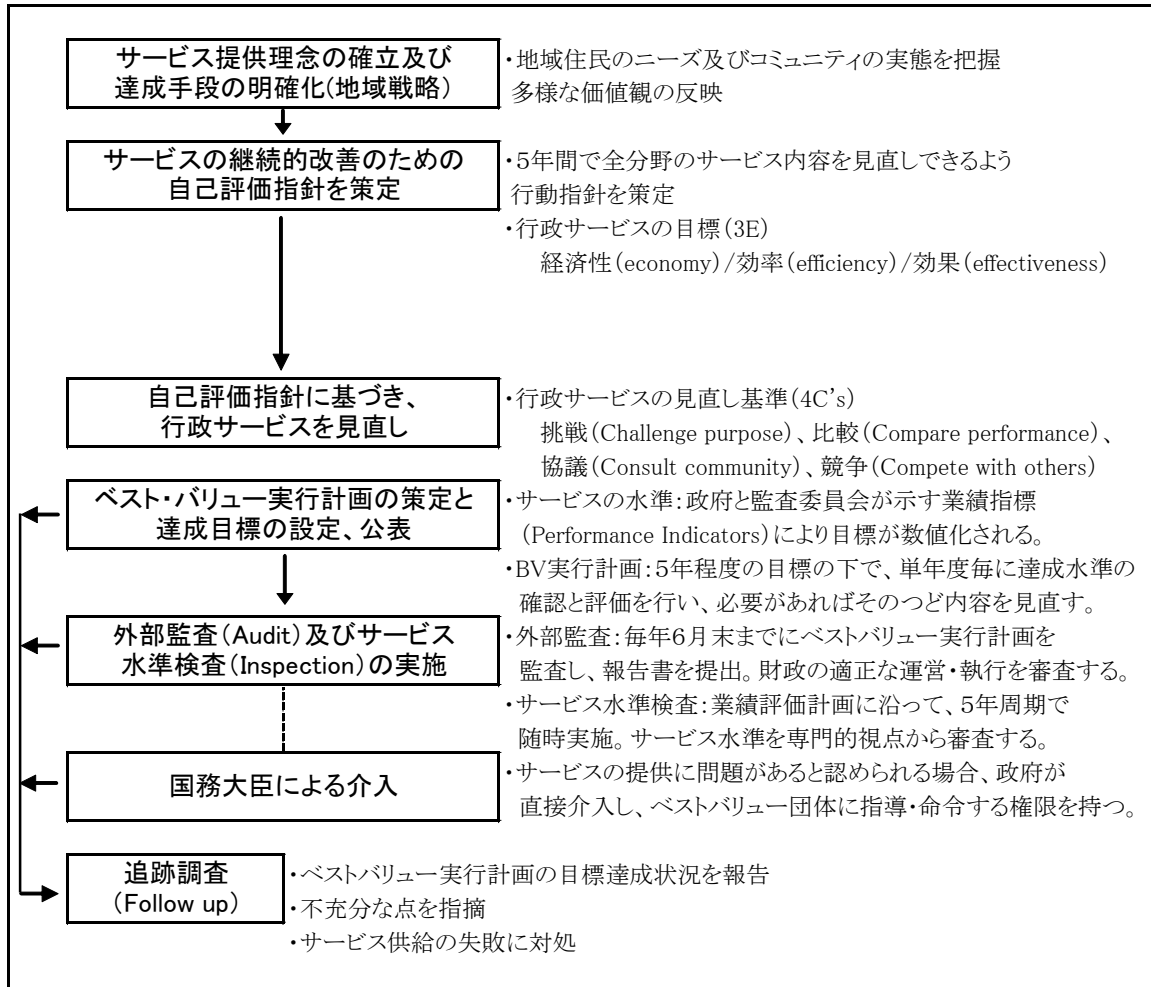 サービス提供理念の確立及び
達成手段の明確化(地域戦略)
・地域住民のニーズ及びコミュニティの実態を把握
多様な価値観の反映
サービスの継続的改善のための
自己評価指針を策定
・5年間で全分野のサービス内容を見直しできるよう
行動指針を策定
・行政サービスの目標(3E)
経済性(economy)/効率(efficiency)/効果(effectiveness)
自己評価指針に基づき、
行政サービスを見直し
・行政サービスの見直し基準(4C's)
挑戦(Challenge purpose)、比較(Compare performance)、
協議(Consult community)、競争(Compete with others)
ベスト・バリュー実行計画の策定と
達成目標の設定、公表
・サービスの水準：政府と監査委員会が示す業績指標
(Performance Indicators)により目標が数値化される。
・BV実行計画：5年程度の目標の下で、単年度毎に達成水準の
確認と評価を行い、必要があればそのつど内容を見直す。
外部監査(Audit)及びサービス
水準検査(Inspection)の実施
・外部監査：毎年6月末までにベストバリュー実行計画を
監査し、報告書を提出。財政の適正な運営・執行を審査する。
・サービス水準検査：業績評価計画に沿って、5年周期で
随時実施。サービス水準を専門的視点から審査する。
国務大臣による介入
・サービスの提供に問題があると認められる場合、政府が
直接介入し、ベストバリュー団体に指導・命令する権限を持つ。
追跡調査
(Follow up)
・ベストバリュー実行計画の目標達成状況を報告
・不充分な点を指摘
・サービス供給の失敗に対処